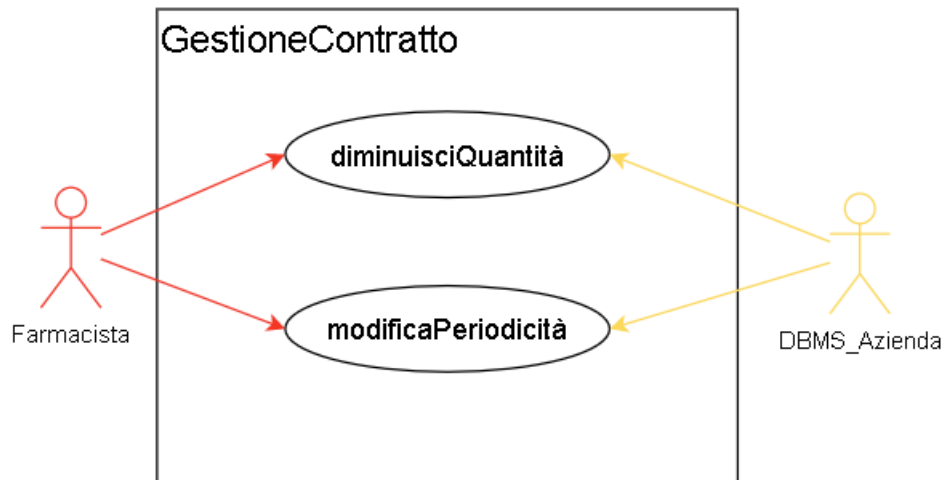 GestioneContratto
diminuisciQuantità
modificaPeriodicità
Farmacista
DBMS_Azienda